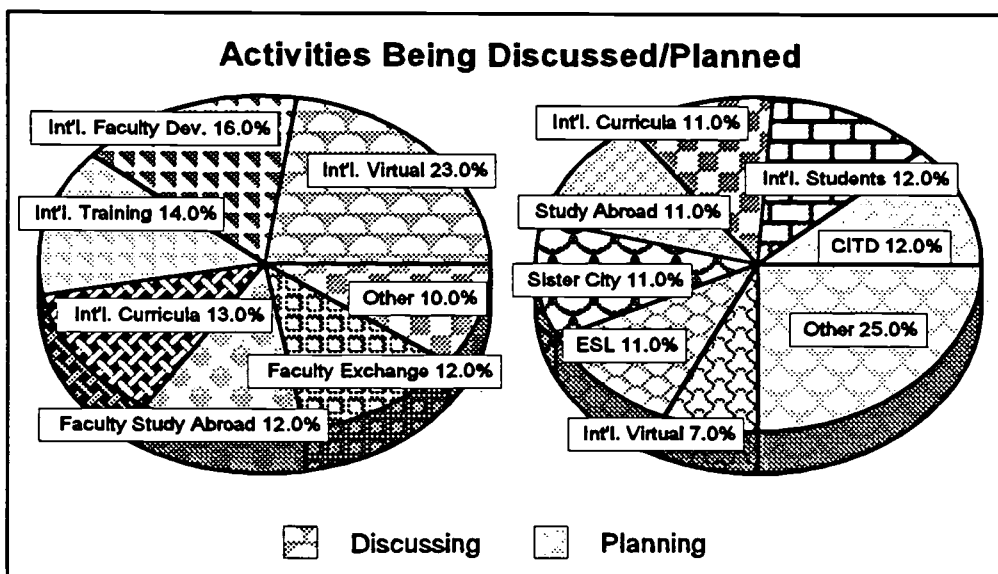 Activities Being Discussed/Planned
Int'l. Faculty Dev. 16.0%
Int'l. Virtual 23.0%
Int'l. Training 14.0%
Other 10.0%
Int'l. Curricula 13.0%
Faculty Exchange 12.0%
Faculty Study Abroad 12.0%
Int'l. Curricula 11.0%
Int'l. Students 12.0%
Study Abroad 11.0%
CITD 12.0%
Sister City 11.0%
Other 25.0%
ESL 11.0%
Int'l. Virtual 7.0%
Discussing
Planning